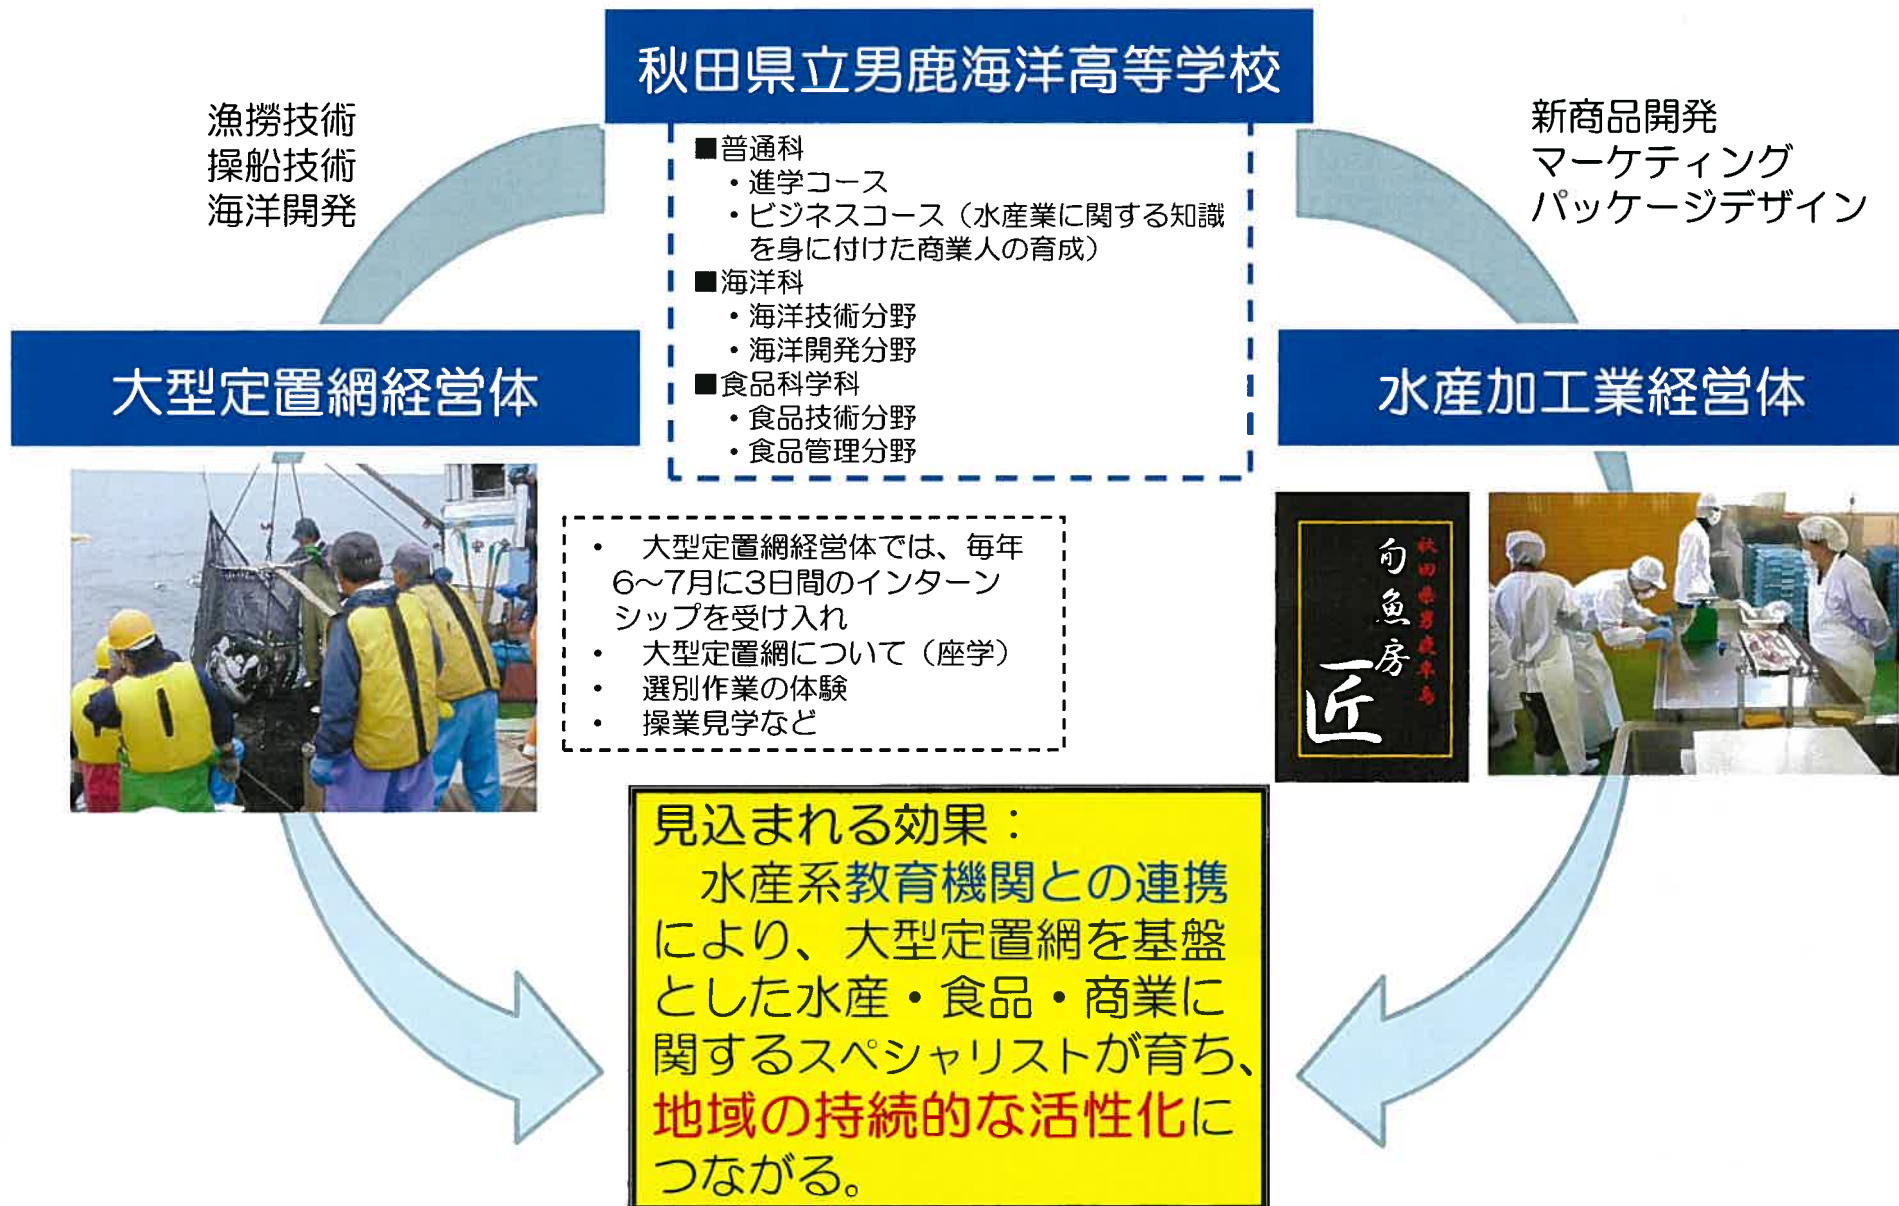 秋田県立男鹿海洋高等学校
漁撈技術
操船技術
海洋開発
新商品開発
マーケティング
パッケージデザイン
■普通科
・進学コース
・ビジネスコース（水産業に関する知識
を身に付けた商業人の育成）
■海洋科
・海洋技術分野
・海洋開発分野
■食品科学科
・食品技術分野
・食品管理分野
大型定置網経営体
水産加工業経営体
・ 大型定置網経営体では、毎年
6～7月に3日間のインターン
シップを受け入れ
・ 大型定置網について（座学）
・ 選別作業の体験
・ 操業見学など
秋田県男鹿半島
旬魚房
匠
見込まれる効果：
水産系教育機関との連携
により、大型定置網を基盤
とした水産・食品・商業に
関するスペシャリストが育ち、
地域の持続的な活性化に
つながる。